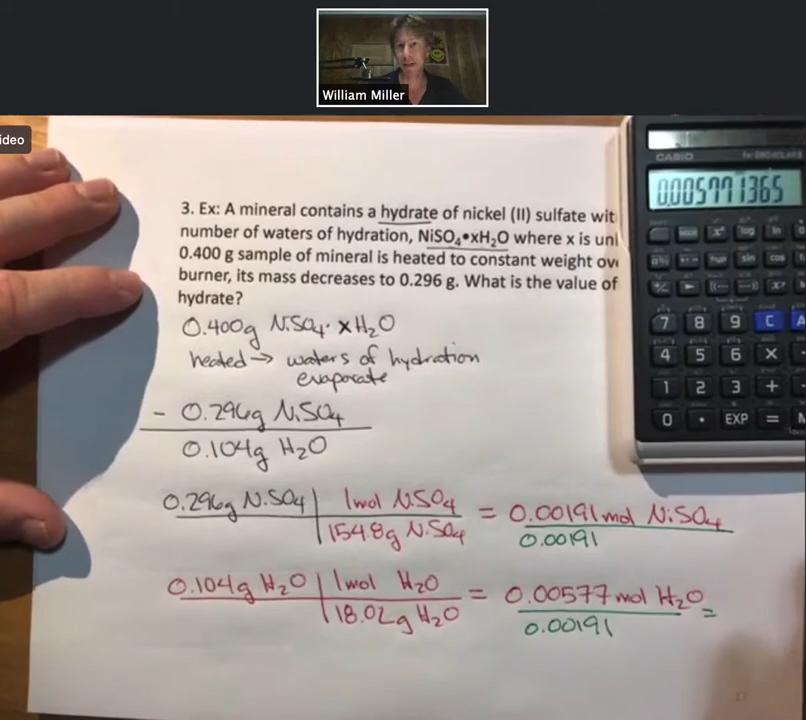 William Miller
ideo
CASIO
0.005771365
3. Ex: A mineral contains a hydrate of nickel (II) sulfate wit
number of waters of hydration, NiSO₄•xH₂O where x is un
0.400 g sample of mineral is heated to constant weight ov
burner, its mass decreases to 0.296 g. What is the value of
hydrate?
0.400g NiSO₄· xH₂O
heated → waters of hydration
evaporate
- 0.296g NiSO₄
0.104g H₂O
0.296g NiSO₄ | 1mol NiSO₄ = 0.00191 mol NiSO₄
154.8g NiSO₄ 0.00191
0.104g H₂O | 1mol H₂O = 0.00577 mol H₂O =
18.02g H₂O 0.00191
log In
hyp sin cos
7 8 9 C A
4 5 6 ×
1 2 3 +
0 • EXP =
17